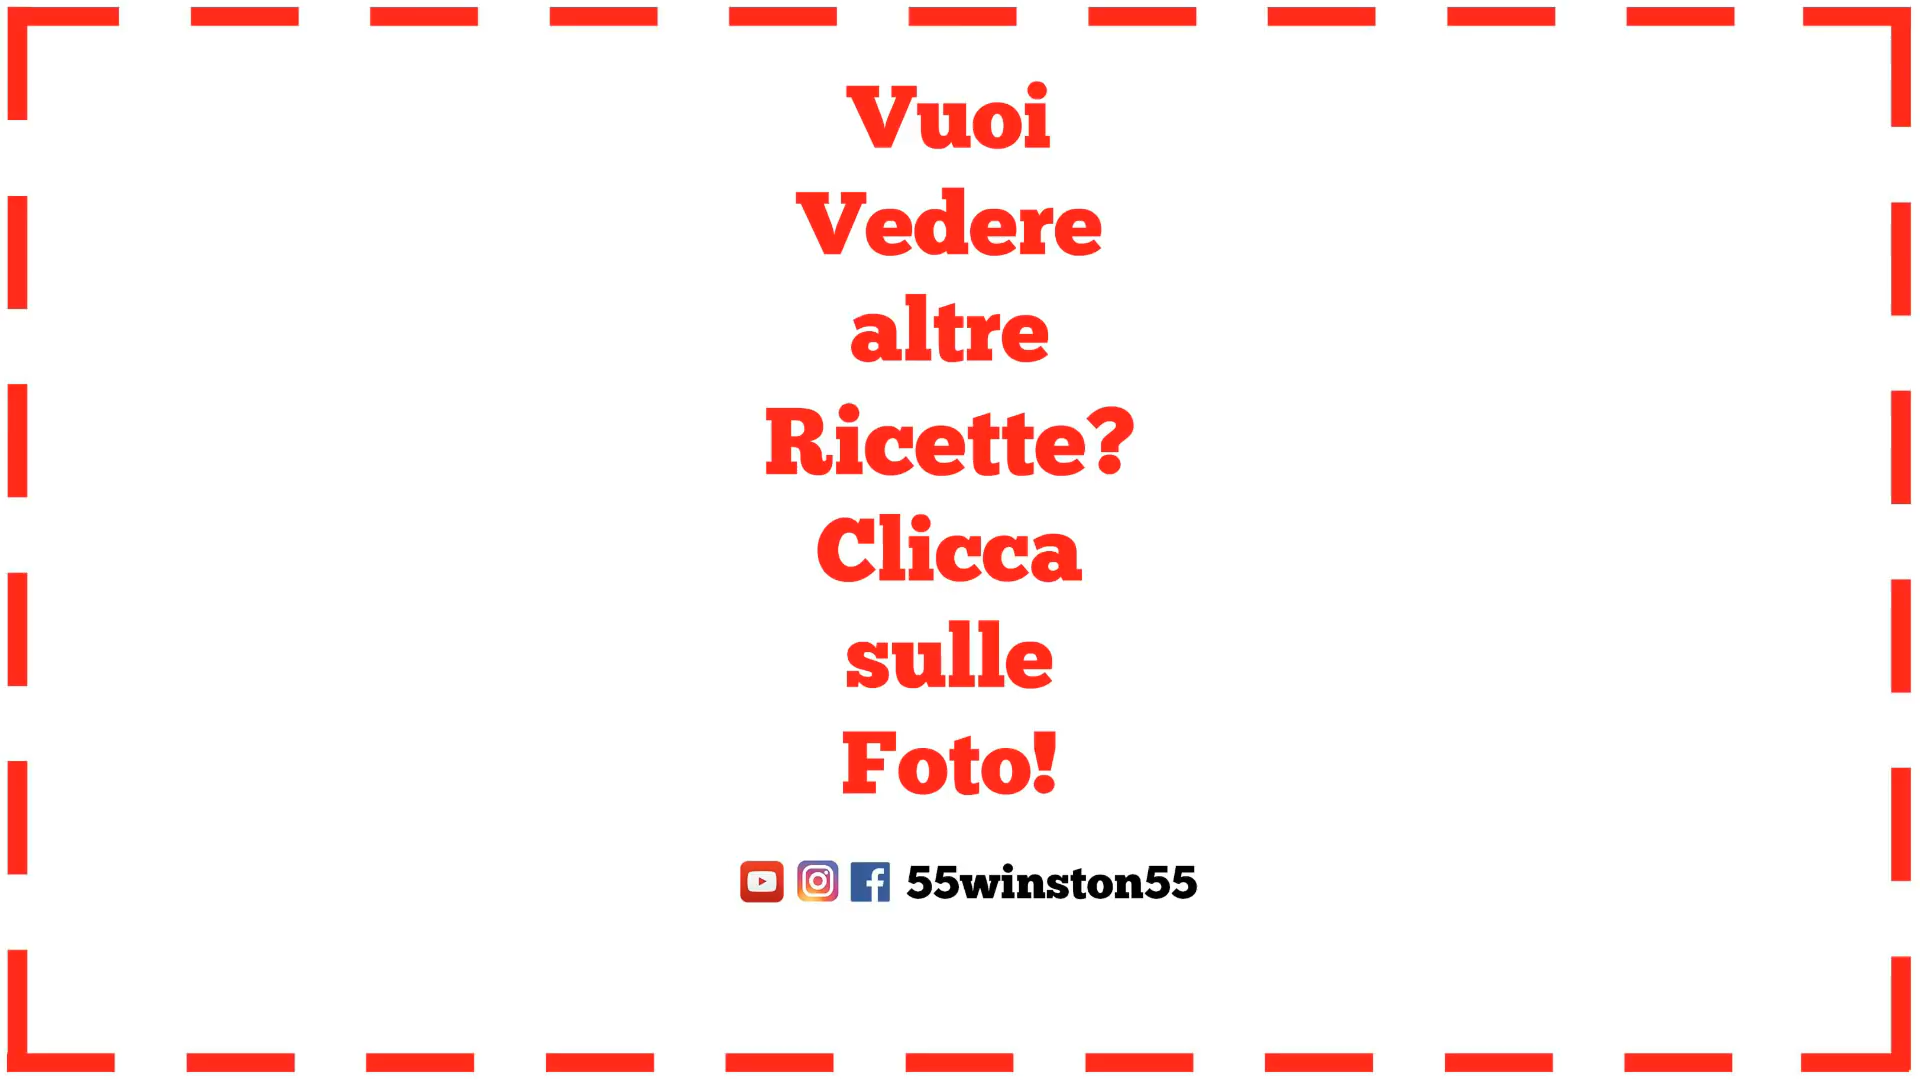 Vuoi
Vedere
altre
Ricette?
Clicca
sulle
Foto!
55winston55